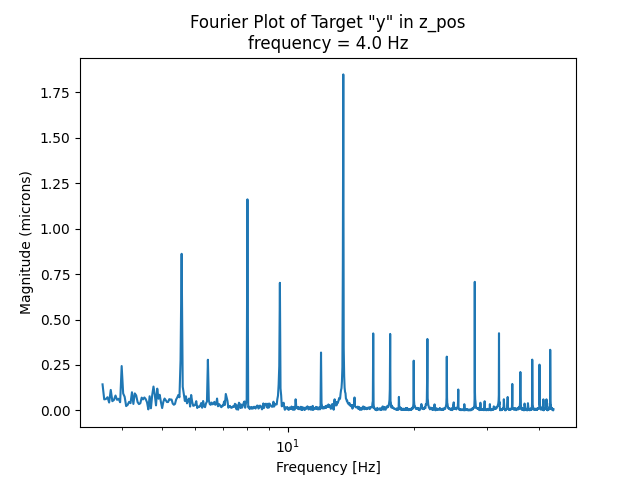 Fourier Plot of Target "y" in z_pos
frequency = 4.0 Hz
Magnitude (microns)
1.75
1.50
1.25
1.00
0.75
0.50
0.25
0.00
10¹
Frequency [Hz]